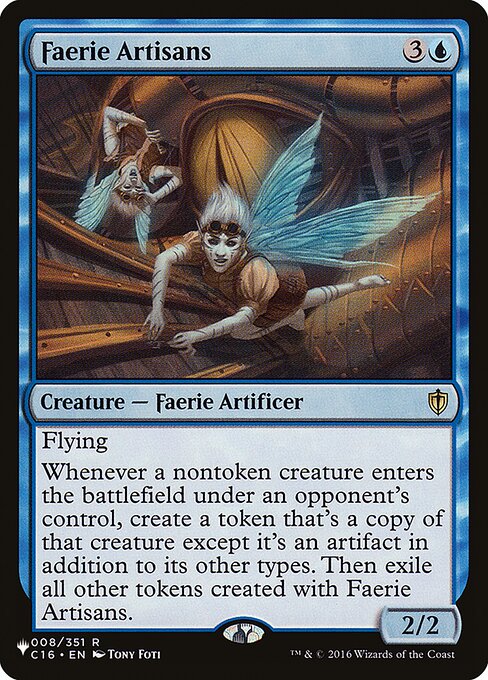 Faerie Artisans 3
Creature — Faerie Artificer
Flying
Whenever a nontoken creature enters
the battlefield under an opponent's
control, create a token that's a copy of
that creature except it's an artifact in
addition to its other types. Then exile
all other tokens created with Faerie
Artisans.
2/2
008/351 R
C16 • EN Tony Foti
™ & © 2016 Wizards of the Coast